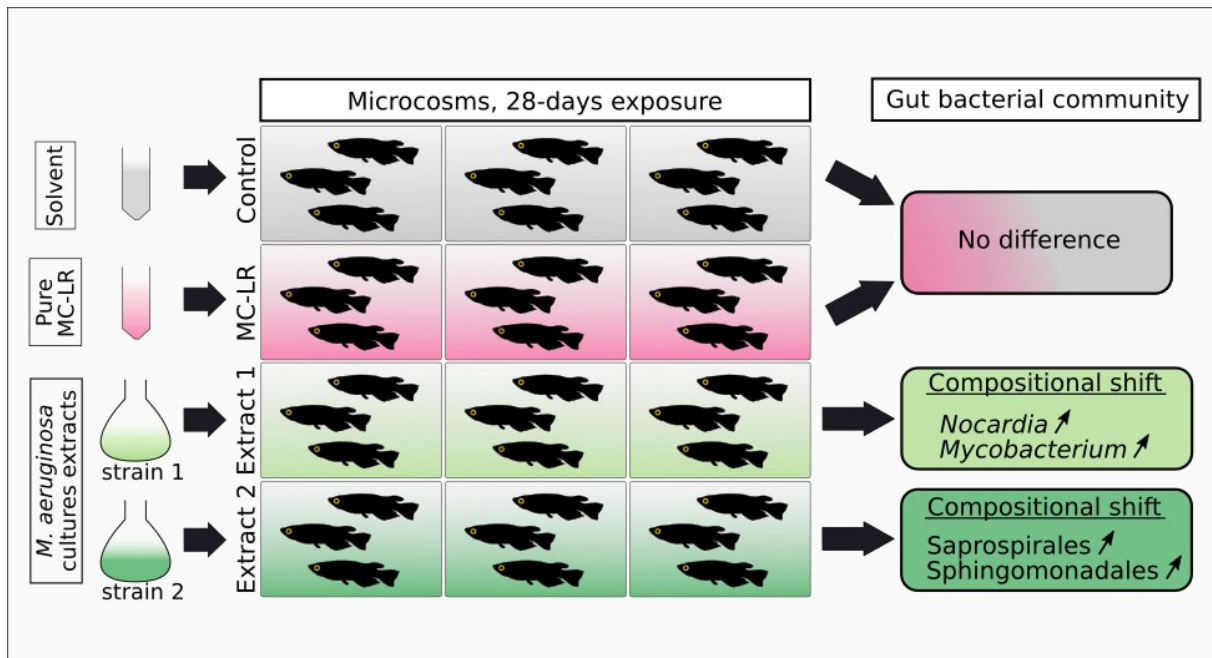 Microcosms, 28-days exposure
Gut bacterial community
Solvent
Control
No difference
Pure
MC-LR
MC-LR
M. aeruginosa
cultures extracts
strain 1
Extract 1
Compositional shift
Nocardia
Mycobacterium
strain 2
Extract 2
Compositional shift
Saprospirales
Sphingomonadales